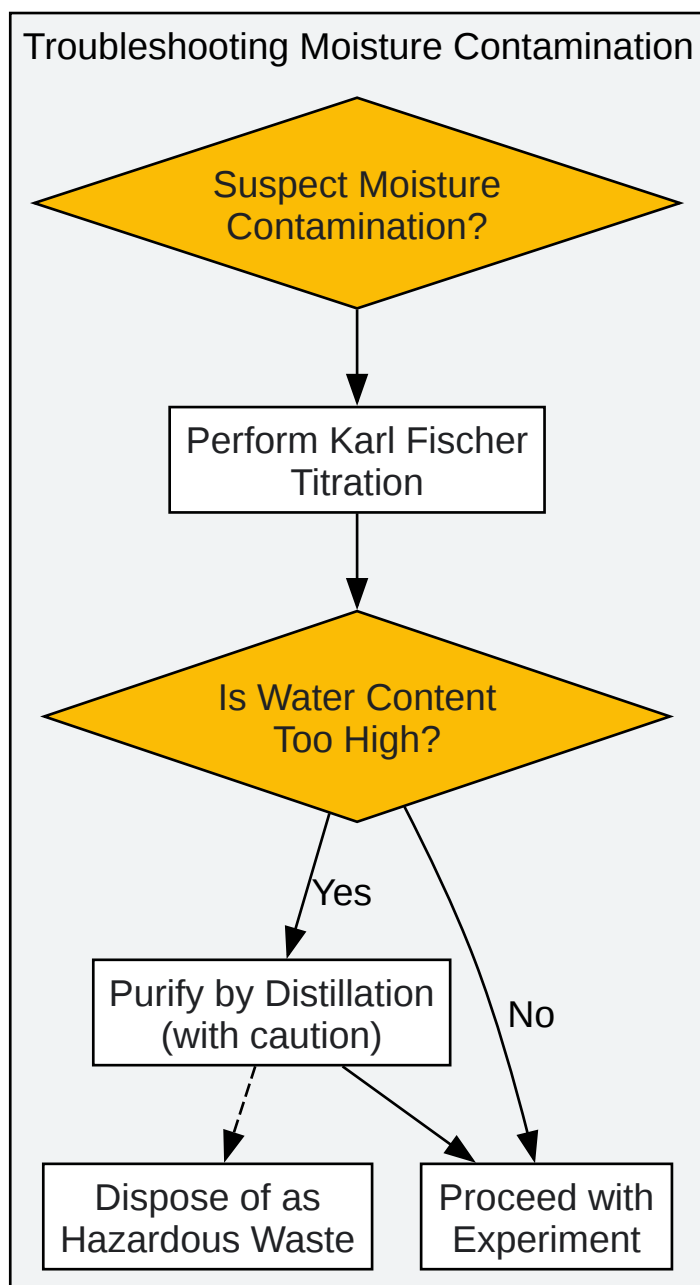 Troubleshooting Moisture Contamination
Suspect Moisture
Contamination?
Perform Karl Fischer
Titration
Is Water Content
Too High?
Yes
Purify by Distillation
(with caution)
No
Dispose of as
Hazardous Waste
Proceed with
Experiment